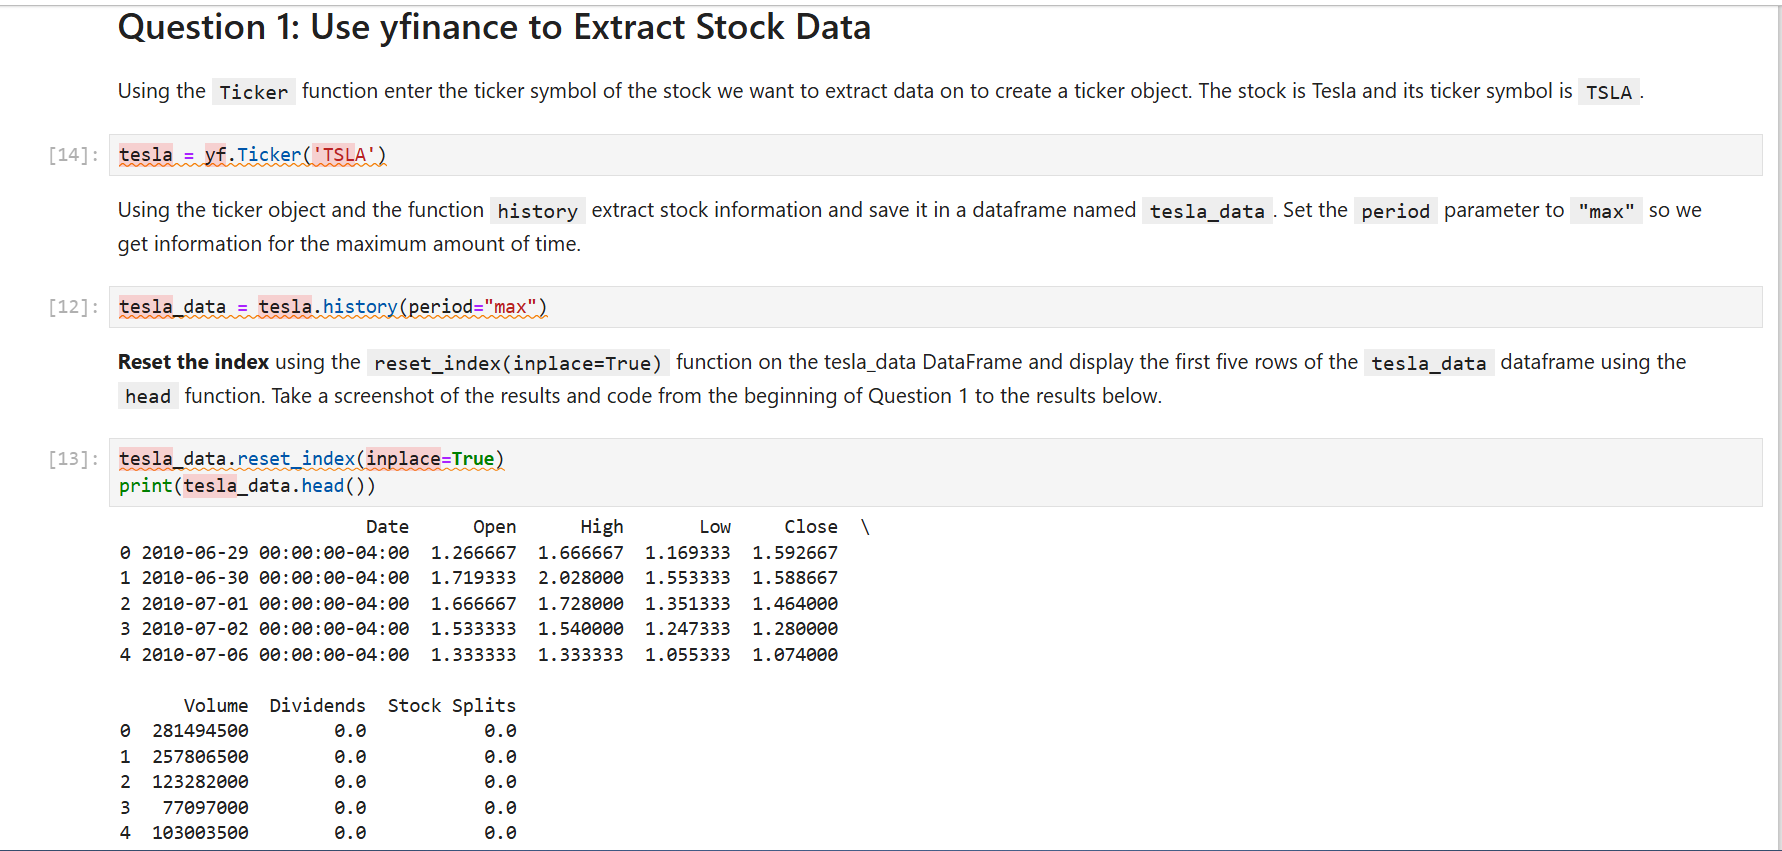 Question 1: Use yfinance to Extract Stock Data
Using the Ticker function enter the ticker symbol of the stock we want to extract data on to create a ticker object. The stock is Tesla and its ticker symbol is TSLA.
[14]: tesla = yf.Ticker('TSLA')
Using the ticker object and the function history extract stock information and save it in a dataframe named tesla_data. Set the period parameter to "max" so we
get information for the maximum amount of time.
[12]: tesla_data = tesla.history(period="max")
Reset the index using the reset_index(inplace=True) function on the tesla_data DataFrame and display the first five rows of the tesla_data dataframe using the
head function. Take a screenshot of the results and code from the beginning of Question 1 to the results below.
[13]: tesla_data.reset_index(inplace=True)
print(tesla_data.head())
Date Open High Low Close \
0 2010-06-29 00:00:00-04:00 1.266667 1.666667 1.169333 1.592667
1 2010-06-30 00:00:00-04:00 1.719333 2.028000 1.553333 1.588667
2 2010-07-01 00:00:00-04:00 1.666667 1.728000 1.351333 1.464000
3 2010-07-02 00:00:00-04:00 1.533333 1.540000 1.247333 1.280000
4 2010-07-06 00:00:00-04:00 1.333333 1.333333 1.055333 1.074000
Volume Dividends Stock Splits
0 281494500 0.0 0.0
1 257806500 0.0 0.0
2 123282000 0.0 0.0
3 77097000 0.0 0.0
4 103003500 0.0 0.0